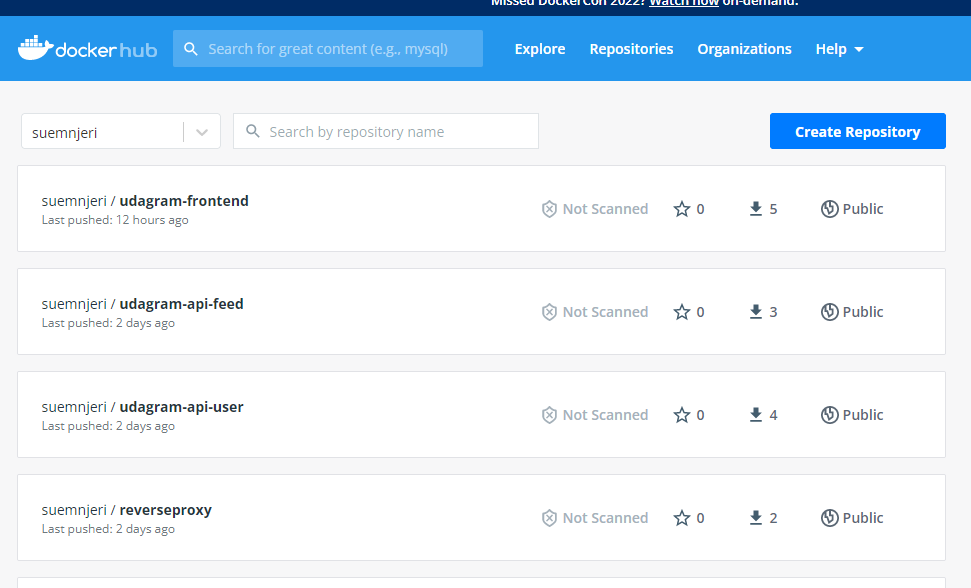 Missed DockerCon 2022? Watch now on-demand.
docker hub
Search for great content (e.g., mysql)
Explore
Repositories
Organizations
Help
suemnjeri
Search by repository name
Create Repository
suemnjeri / udagram-frontend
Last pushed: 12 hours ago
Not Scanned
0
5
Public
suemnjeri / udagram-api-feed
Last pushed: 2 days ago
Not Scanned
0
3
Public
suemnjeri / udagram-api-user
Last pushed: 2 days ago
Not Scanned
0
4
Public
suemnjeri / reverseproxy
Last pushed: 2 days ago
Not Scanned
0
2
Public